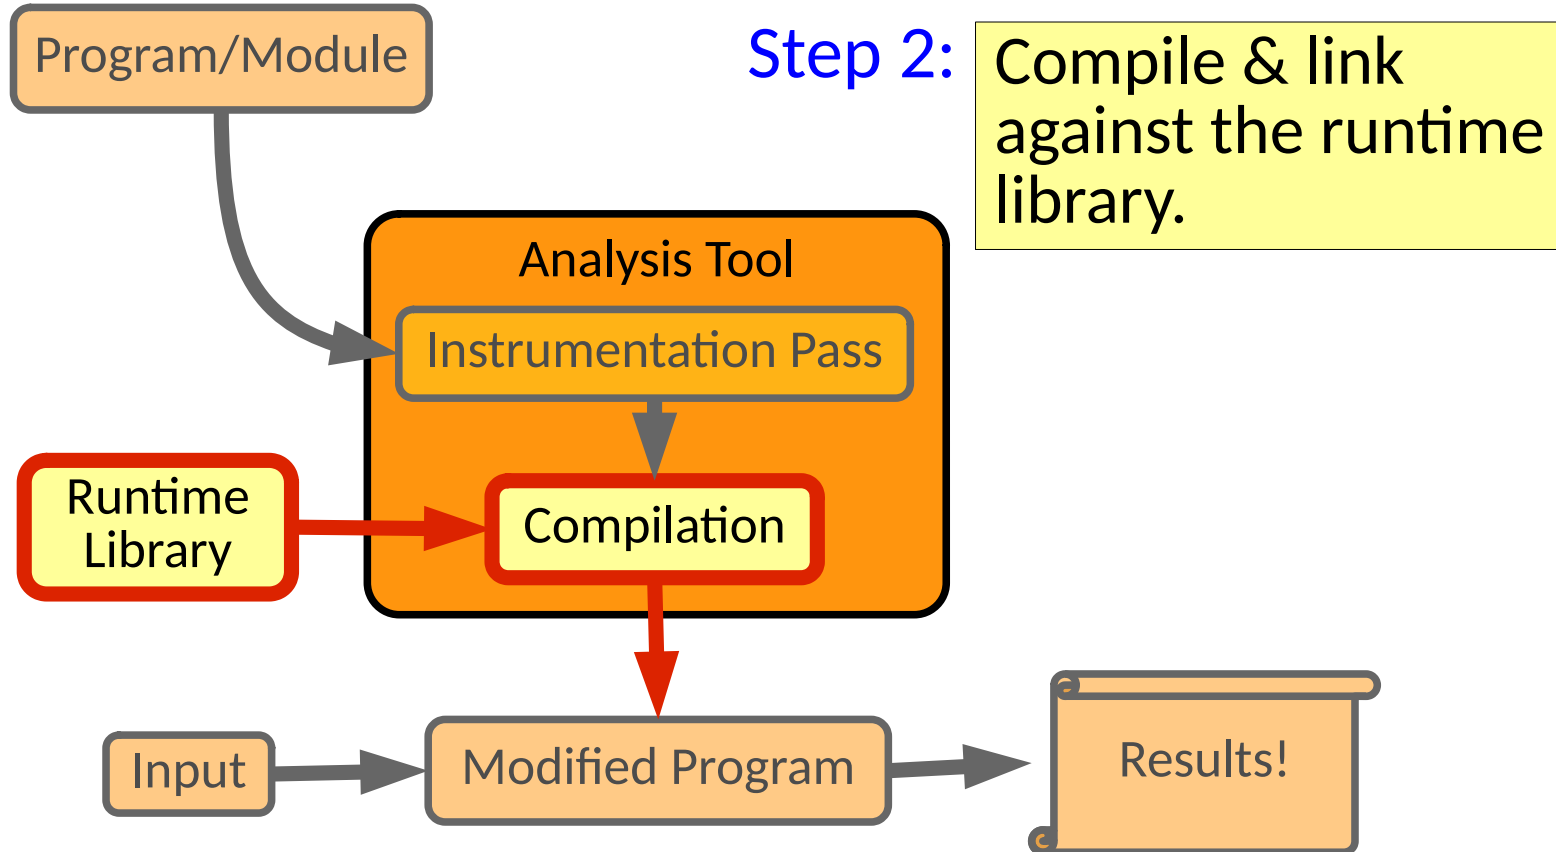 Program/Module
Step 2:
Compile & link
against the runtime
library.
Analysis Tool
Instrumentation Pass
Runtime
Library
Compilation
Input
Modified Program
Results!